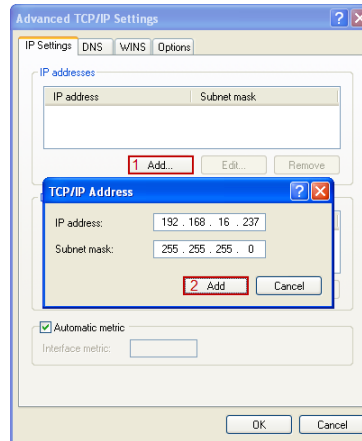 Advanced TCP/IP Settings
IP Settings DNS WINS Options
IP addresses
IP address Subnet mask
1 Add... Edit... Remove
TCP/IP Address
IP address: 192 . 168 . 16 . 237
Subnet mask: 255 . 255 . 255 . 0
2 Add Cancel
Automatic metric
Interface metric:
OK Cancel